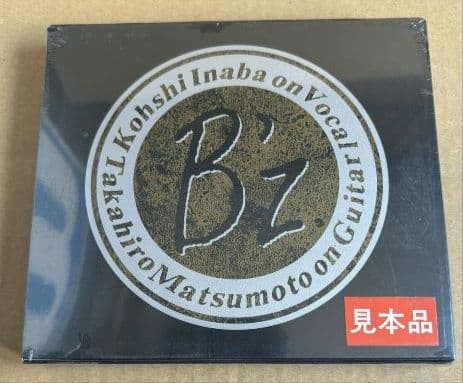 Kohshi Inaba on Vocal.
B'z
Takahiro Matsumoto on Guitar.
見本品